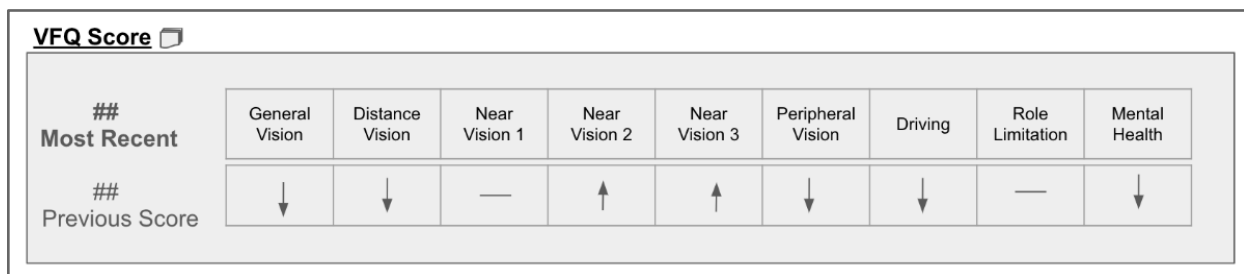 VFQ Score
##
Most Recent
General
Vision
Distance
Vision
Near
Vision 1
Near
Vision 2
Near
Vision 3
Peripheral
Vision
Driving
Role
Limitation
Mental
Health
##
Previous Score